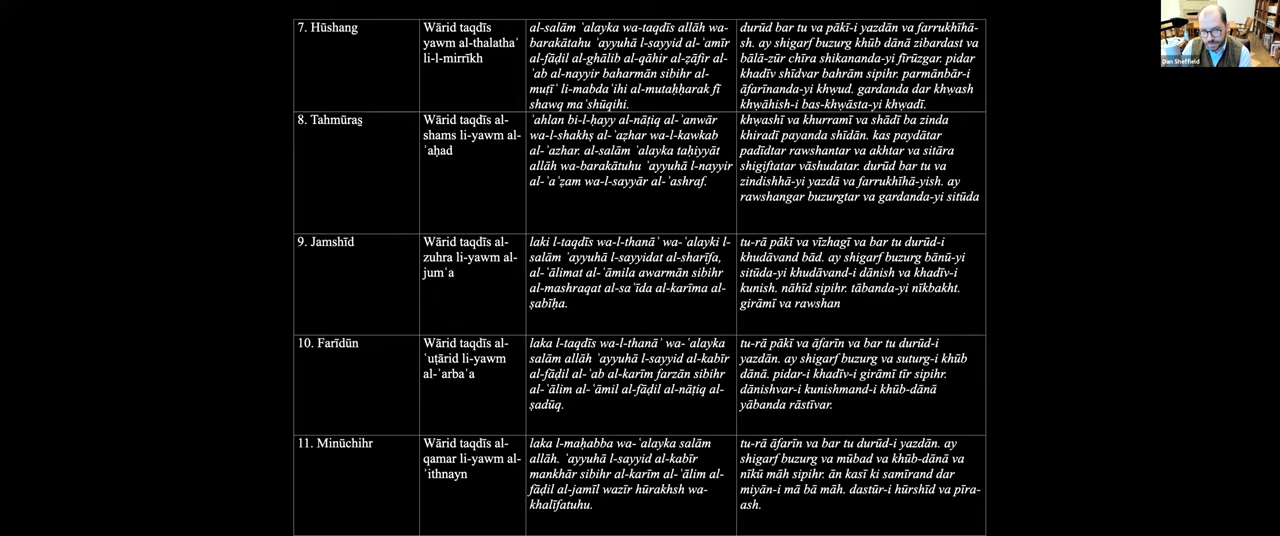 7. Hūshang
Wārid taqdīs
yawm al-thalathaʾ
li-l-mirrīkh
al-salām ʿalayka wa-taqdīs allāh wa-
barakātahu ʾayyuhā l-sayyid al-ʾamīr
al-fāḍil al-ghālib al-qāhir al-ẓāfir al-
ʾab al-nayyir baharmān sibihr al-
muṭīʿ li-mabdaʿihi al-mutaḥḥarak fī
shawq maʿshūqihi.
durūd bar tu va pākī-i yazdān va farrukhīhā-
sh. ay shigarf buzurg khūb dānā zibardast va
bālā-zūr chīra shikananda-yi fīrūzgar. pidar
khadīv shīdvar bahrām sipihr. parmānbār-i
āfarīnanda-yi khwud. gardanda dar khwash
khwāhish-i bas-khwāsta-yi khwadī.
8. Tahmūras̱
Wārid taqdīs al-
shams li-yawm al-
ʾaḥad
ʾahlan bi-l-ḥayy al-nāṭiq al-ʾanwār
wa-l-shakhṣ al-ʾaẓhar wa-l-kawkab
al-ʾazhar. al-salām ʿalayka taḥiyyāt
allāh wa-barakātuhu ʾayyuhā l-nayyir
al-ʾaʿẓam wa-l-sayyār al-ʾashraf.
khwashī va khurramī va shādī ba zinda
khiradī payanda shīdān. kas paydātar
padīdtar rawshantar va akhtar va sitāra
shigiftatar vāshudatar. durūd bar tu va
zindishhā-yi yazdā va farrukhīhā-yish. ay
rawshangar buzurgtar va gardanda-yi sitūda
9. Jamshīd
Wārid taqdīs al-
zuhra li-yawm al-
jumʿa
laki l-taqdīs wa-l-thanāʾ wa-ʿalayki l-
salām ʾayyuhā l-sayyidat al-sharīfa,
al-ʿālimat al-ʿāmila awarmān sibihr
al-mashraqat al-saʿīda al-karīma al-
ṣabīḥa.
tu-rā pākī va vīzhagī va bar tu durūd-i
khudāvand bād. ay shigarf buzurg bānū-yi
sitūda-yi khudāvand-i dānish va khadīv-i
kunish. nāhīd sipihr. tābanda-yi nīkbakht.
girāmī va rawshan
10. Farīdūn
Wārid taqdīs al-
ʿuṭārid li-yawm
al-ʾarbaʿa
laka l-taqdīs wa-l-thanāʾ wa-ʿalayka
salām allāh ʾayyuhā l-sayyid al-kabīr
al-fāḍil al-ʾab al-karīm farzān sibihr
al-ʿālim al-ʿāmil al-fāḍil al-nāṭiq al-
ṣadūq.
tu-rā pākī va āfarīn va bar tu durūd-i
yazdān. ay shigarf buzurg va suturg-i khūb
dānā. pidar-i khadīv-i girāmī tīr sipihr.
dānishvar-i kunishmand-i khūb-dānā
yābanda rāstīvar.
11. Minūchihr
Wārid taqdīs al-
qamar li-yawm al-
ʾithnayn
laka l-maḥabba wa-ʿalayka salām
allāh. ʾayyuhā l-sayyid al-kabīr
mankhār sibihr al-karīm al-ʿālim al-
fāḍil al-jamīl wazīr hūrakhsh wa-
khalīfatuhu.
tu-rā āfarīn va bar tu durūd-i yazdān. ay
shigarf buzurg va mūbad va khūb-dānā va
nīkū māh sipihr. ān kasī ki samīrand dar
miyān-i mā bā māh. dastūr-i hūrshīd va pīra-
ash.
Dan Sheffield